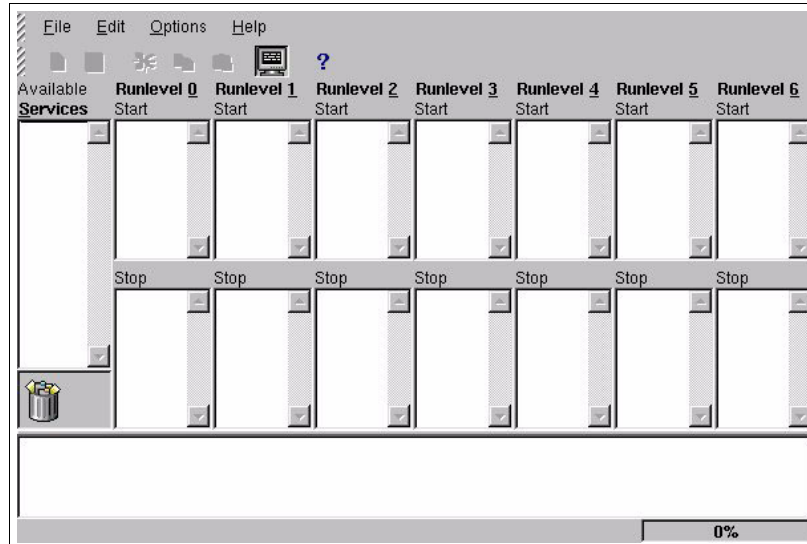 File Edit Options Help
?
Available Services
Runlevel 0 Start
Runlevel 1 Start
Runlevel 2 Start
Runlevel 3 Start
Runlevel 4 Start
Runlevel 5 Start
Runlevel 6 Start
Stop Stop Stop Stop Stop Stop Stop
0%